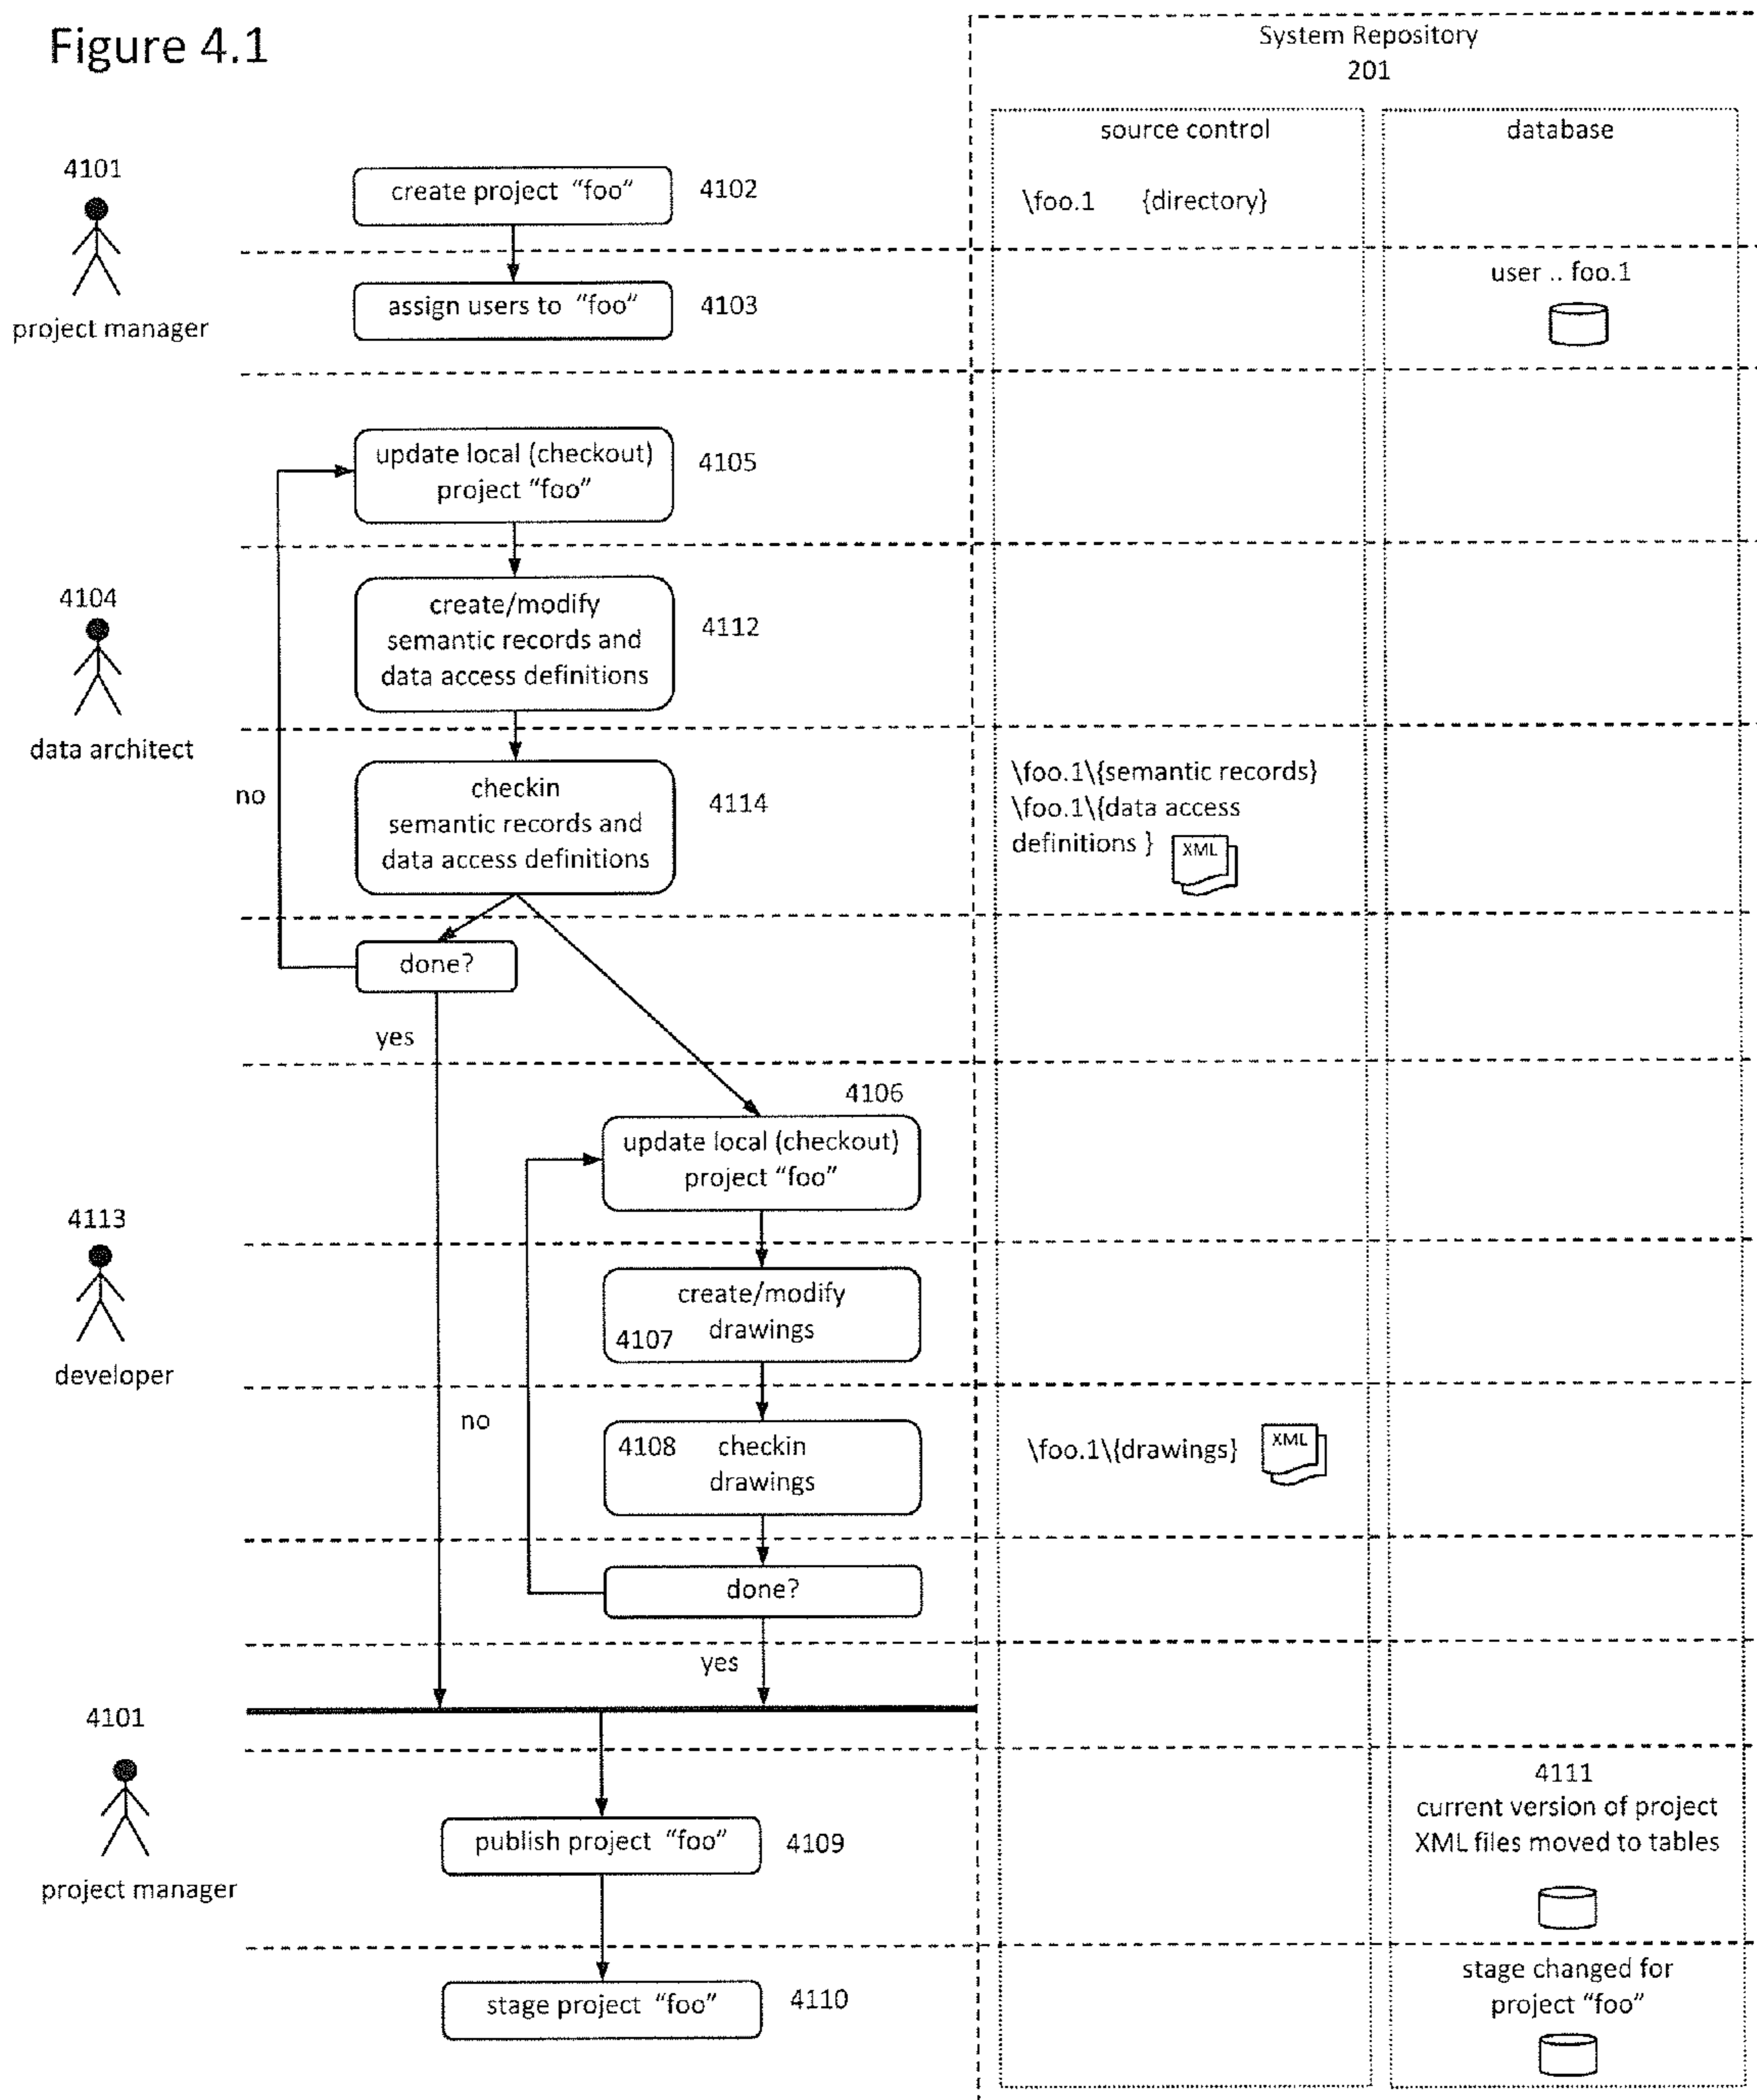 Figure 4.1
System Repository
201
source control
database
4101
project manager
create project “foo”
4102
\foo.1 {directory}
assign users to “foo”
4103
user .. foo.1
update local (checkout)
project “foo”
4105
4104
data architect
create/modify
semantic records and
data access definitions
4112
no
checkin
semantic records and
data access definitions
4114
\foo.1\{semantic records}
\foo.1\{data access
definitions }
XML
done?
yes
4106
update local (checkout)
project “foo”
4113
developer
create/modify
drawings
4107
no
4108 checkin
drawings
\foo.1\{drawings}
XML
done?
yes
4101
project manager
publish project “foo”
4109
4111
current version of project
XML files moved to tables
stage project “foo”
4110
stage changed for
project “foo”